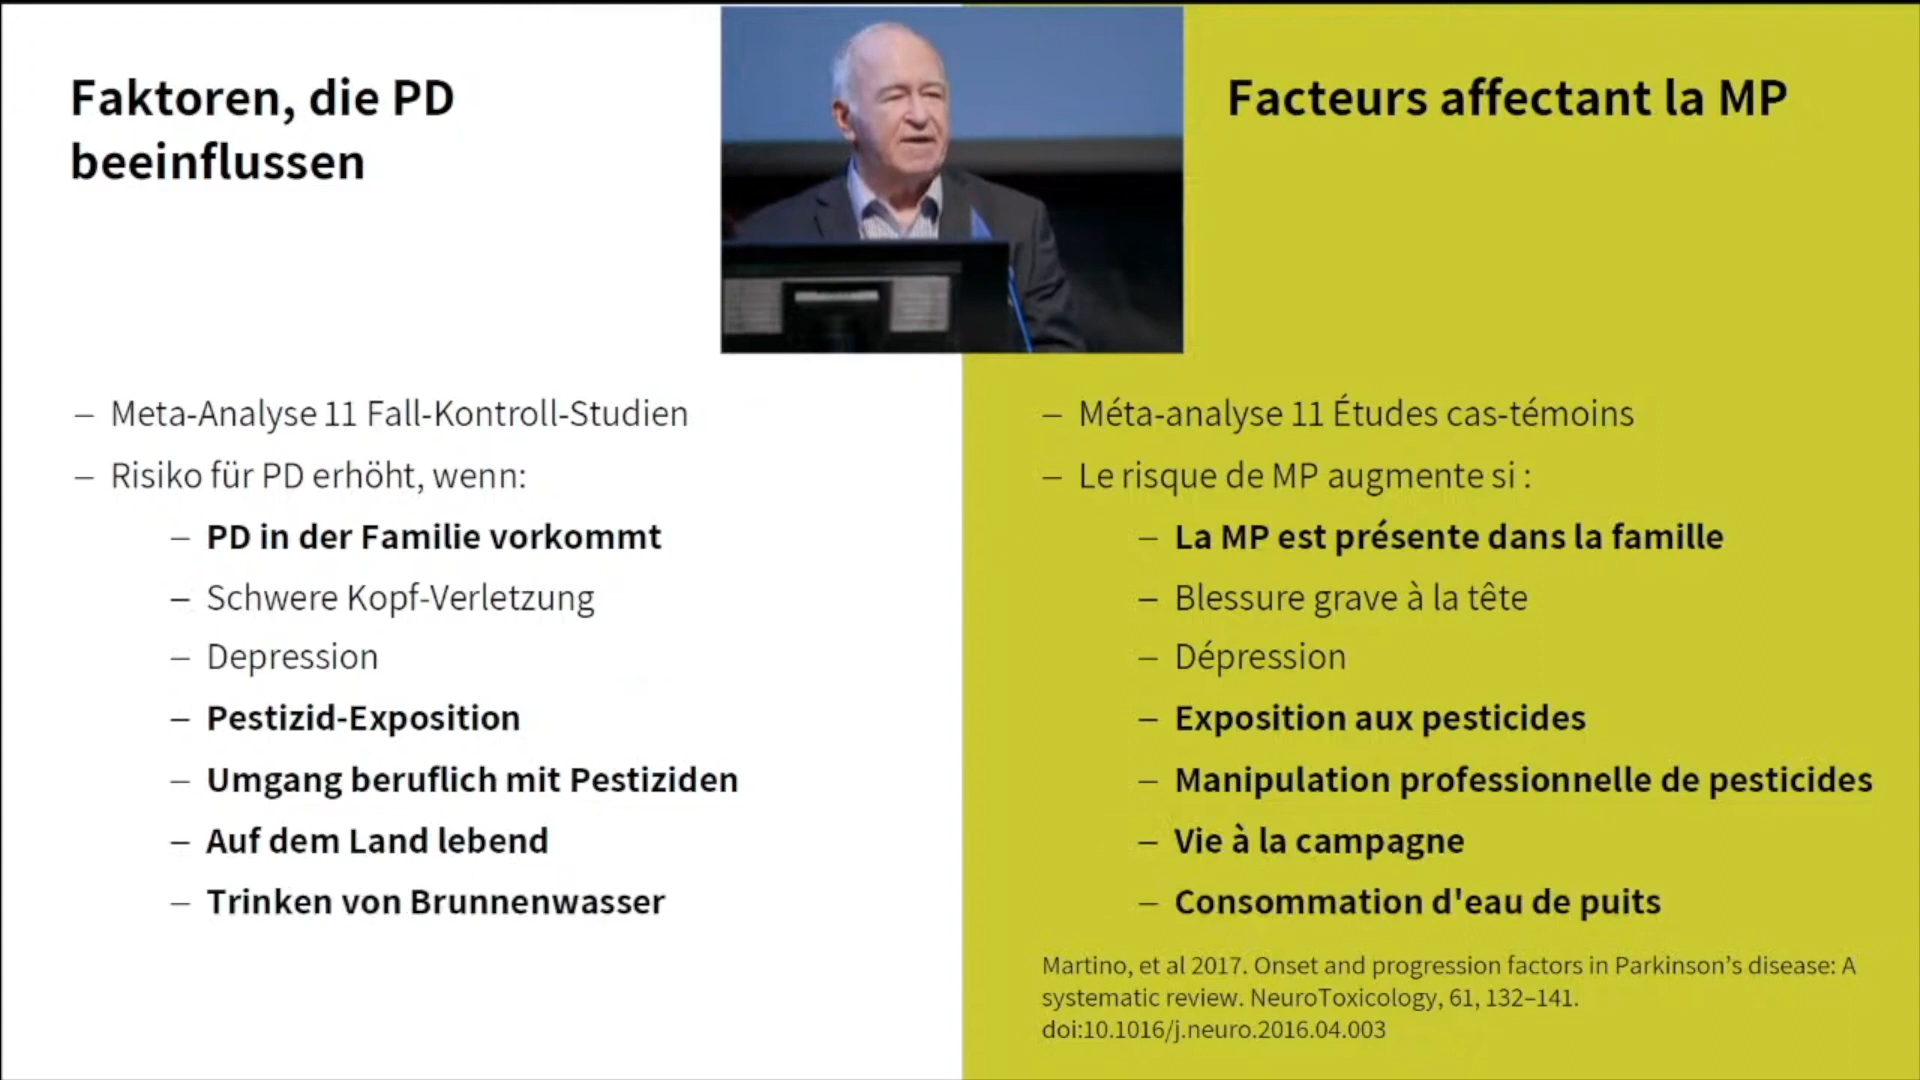 Faktoren, die PD
beeinflussen
– Meta-Analyse 11 Fall-Kontroll-Studien
– Risiko für PD erhöht, wenn:
– PD in der Familie vorkommt
– Schwere Kopf-Verletzung
– Depression
– Pestizid-Exposition
– Umgang beruflich mit Pestiziden
– Auf dem Land lebend
– Trinken von Brunnenwasser
Facteurs affectant la MP
– Méta-analyse 11 Études cas-témoins
– Le risque de MP augmente si :
– La MP est présente dans la famille
– Blessure grave à la tête
– Dépression
– Exposition aux pesticides
– Manipulation professionnelle de pesticides
– Vie à la campagne
– Consommation d'eau de puits
Martino, et al 2017. Onset and progression factors in Parkinson’s disease: A
systematic review. NeuroToxicology, 61, 132–141.
doi:10.1016/j.neuro.2016.04.003